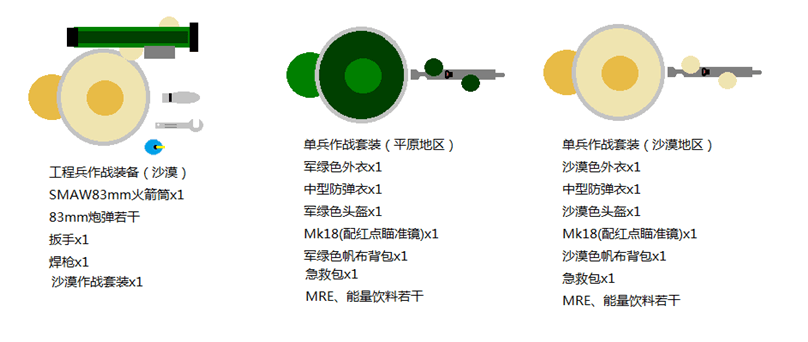 工程兵作战装备（沙漠）
SMAW83mm火箭筒x1
83mm炮弹若干
扳手x1
焊枪x1
沙漠作战套装x1
单兵作战套装（平原地区）
军绿色外衣x1
中型防弹衣x1
军绿色头盔x1
Mk18(配红点瞄准镜)x1
军绿色帆布背包x1
急救包x1
MRE、能量饮料若干
单兵作战套装（沙漠地区）
沙漠色外衣x1
中型防弹衣x1
沙漠色头盔x1
Mk18(配红点瞄准镜)x1
沙漠色帆布背包x1
急救包x1
MRE、能量饮料若干